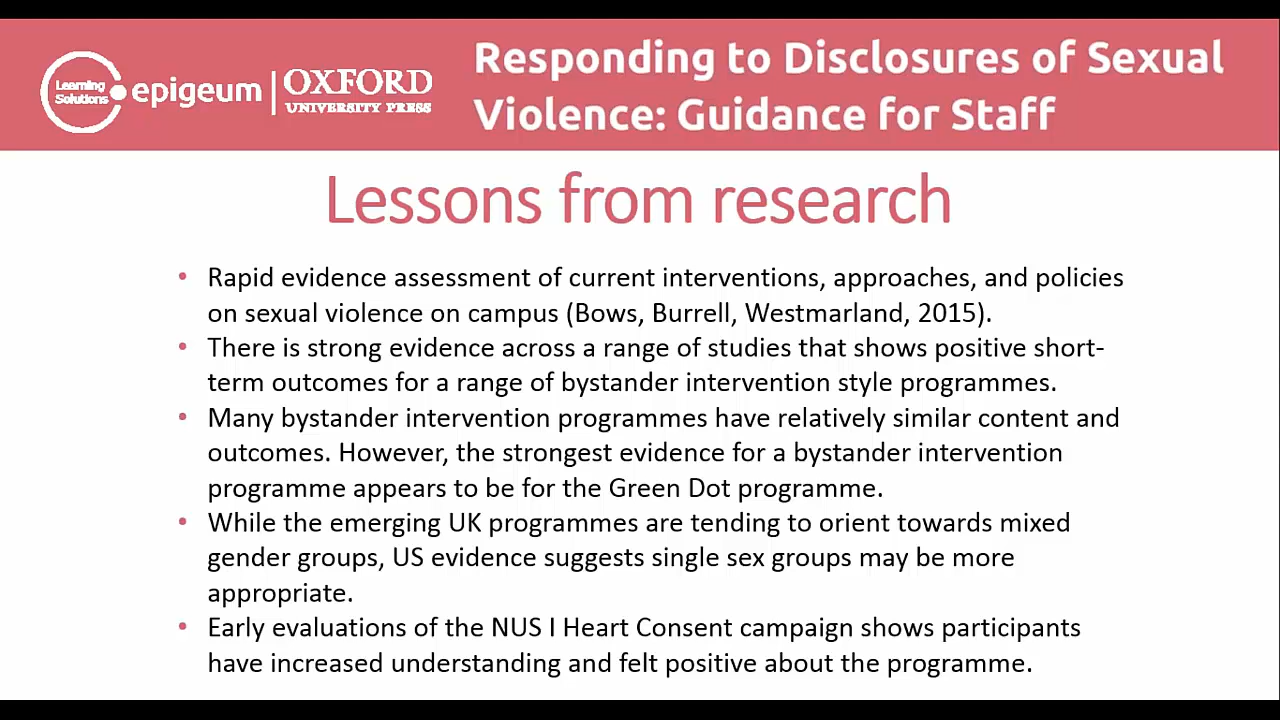 Learning
Solutions
epigeum
OXFORD
UNIVERSITY PRESS
Responding to Disclosures of Sexual
Violence: Guidance for Staff
Lessons from research
• Rapid evidence assessment of current interventions, approaches, and policies
on sexual violence on campus (Bows, Burrell, Westmarland, 2015).
• There is strong evidence across a range of studies that shows positive short-
term outcomes for a range of bystander intervention style programmes.
• Many bystander intervention programmes have relatively similar content and
outcomes. However, the strongest evidence for a bystander intervention
programme appears to be for the Green Dot programme.
• While the emerging UK programmes are tending to orient towards mixed
gender groups, US evidence suggests single sex groups may be more
appropriate.
• Early evaluations of the NUS I Heart Consent campaign shows participants
have increased understanding and felt positive about the programme.